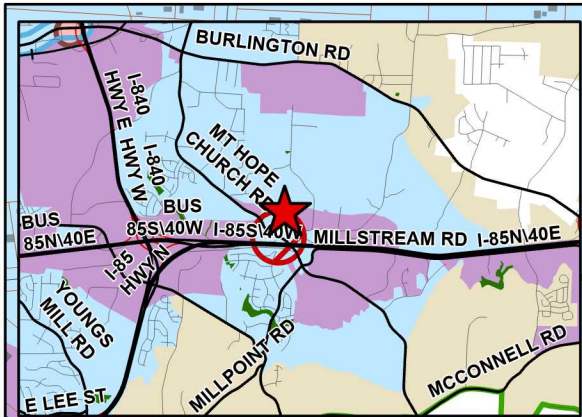 BURLINGTON RD
I-840
HWY E HWY W
I-840
MT HOPE
CHURCH RD
BUS
85N\40E
BUS
85S\40W
I-85S\40W
MILLSTREAM RD
I-85N\40E
I-85
HWY N
YOUNGS
MILL RD
MILLPOINT RD
MCCONNELL RD
E LEE ST